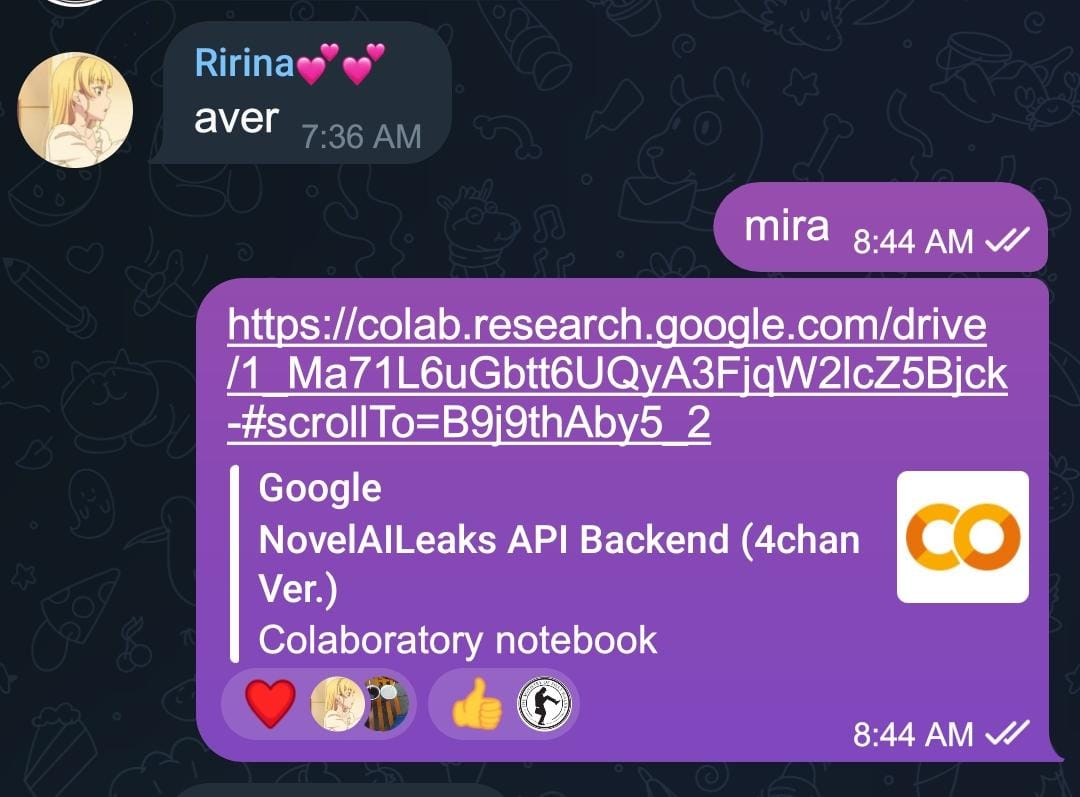 Ririna💕💕
aver 7:36 AM
mira 8:44 AM
https://colab.research.google.com/drive
/1_Ma71L6uGbtt6UQyA3FjqW2lcZ5Bjck
-#scrollTo=B9j9thAby5_2
Google
NovelAILeaks API Backend (4chan
Ver.)
Colaboratory notebook
8:44 AM